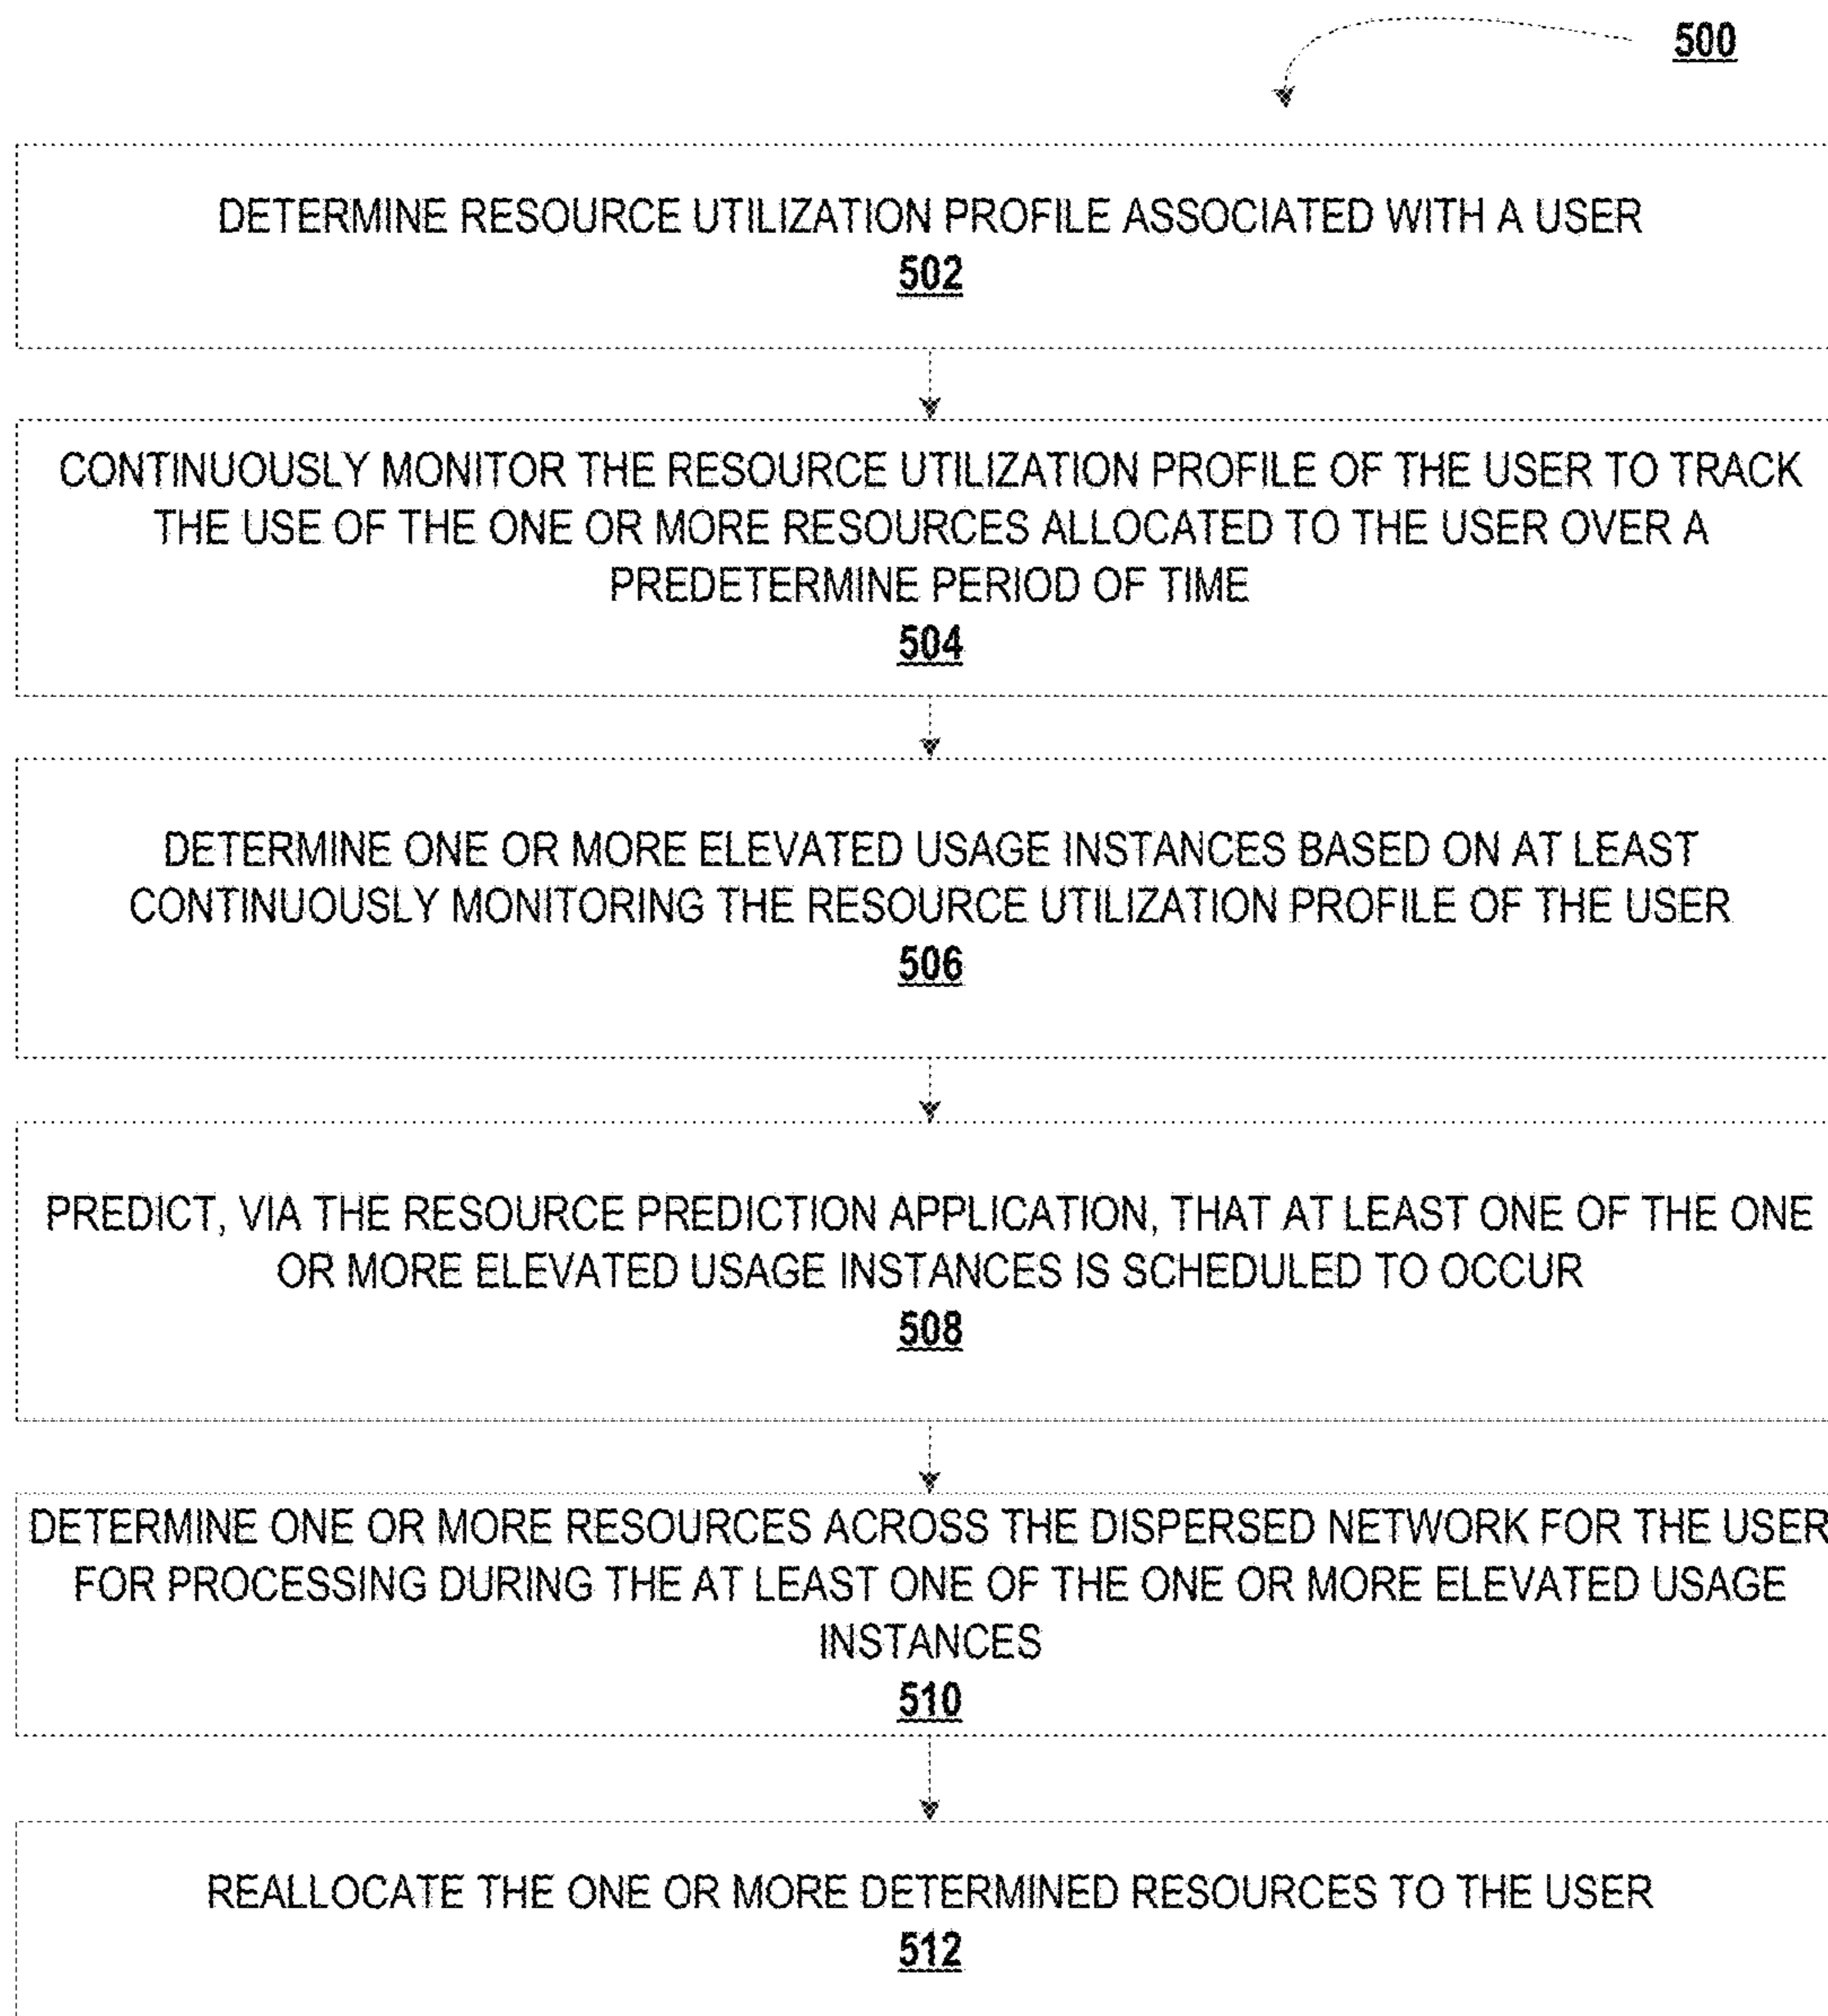 500
DETERMINE RESOURCE UTILIZATION PROFILE ASSOCIATED WITH A USER
502
CONTINUOUSLY MONITOR THE RESOURCE UTILIZATION PROFILE OF THE USER TO TRACK
THE USE OF THE ONE OR MORE RESOURCES ALLOCATED TO THE USER OVER A
PREDETERMINE PERIOD OF TIME
504
DETERMINE ONE OR MORE ELEVATED USAGE INSTANCES BASED ON AT LEAST
CONTINUOUSLY MONITORING THE RESOURCE UTILIZATION PROFILE OF THE USER
506
PREDICT, VIA THE RESOURCE PREDICTION APPLICATION, THAT AT LEAST ONE OF THE ONE
OR MORE ELEVATED USAGE INSTANCES IS SCHEDULED TO OCCUR
508
DETERMINE ONE OR MORE RESOURCES ACROSS THE DISPERSED NETWORK FOR THE USER
FOR PROCESSING DURING THE AT LEAST ONE OF THE ONE OR MORE ELEVATED USAGE
INSTANCES
510
REALLOCATE THE ONE OR MORE DETERMINED RESOURCES TO THE USER
512